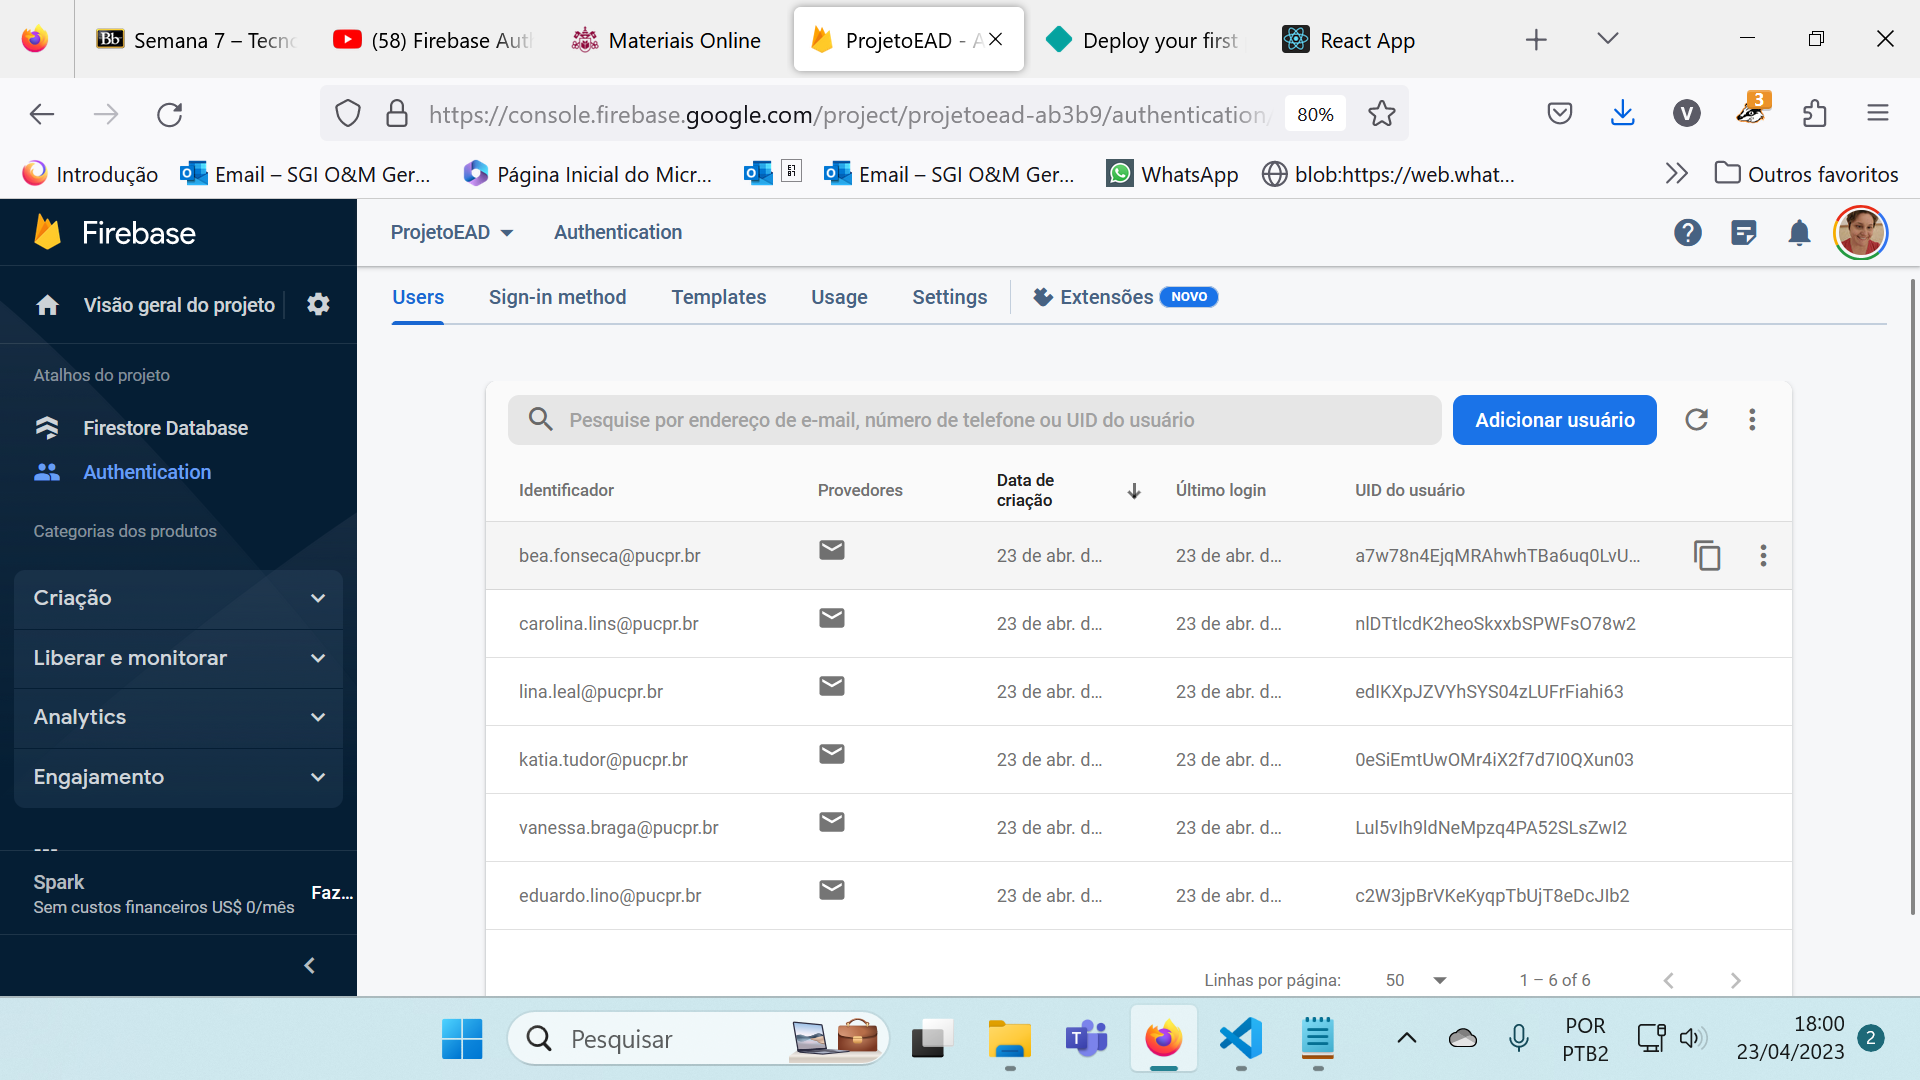 Semana 7 – Tecno
(58) Firebase Aut
Materiais Online
ProjetoEAD - A
Deploy your first
React App
https://console.firebase.google.com/project/projetoead-ab3b9/authentication/
80%
V
3
Introdução
Email – SGI O&M Ger...
Página Inicial do Micr...
Email – SGI O&M Ger...
WhatsApp
blob:https://web.what...
Outros favoritos
Firebase
ProjetoEAD
Authentication
Visão geral do projeto
Users
Sign-in method
Templates
Usage
Settings
Extensões
NOVO
Atalhos do projeto
Firestore Database
Authentication
Categorias dos produtos
Criação
Liberar e monitorar
Analytics
Engajamento
Spark
Sem custos financeiros US$ 0/mês
Faz...
Pesquise por endereço de e-mail, número de telefone ou UID do usuário
Adicionar usuário
Identificador
Provedores
Data de
criação
Último login
UID do usuário
bea.fonseca@pucpr.br 23 de abr. d... 23 de abr. d... a7w78n4EjqMRAhwhTBa6uq0LvU...
carolina.lins@pucpr.br 23 de abr. d... 23 de abr. d... nlDTtlcdK2heoSkxxbSPWFsO78w2
lina.leal@pucpr.br 23 de abr. d... 23 de abr. d... edIKXpJZVYhSYS04zLUFrFiahi63
katia.tudor@pucpr.br 23 de abr. d... 23 de abr. d... 0eSiEmtUwOMr4iX2f7d7I0QXun03
vanessa.braga@pucpr.br 23 de abr. d... 23 de abr. d... Lul5vIh9ldNeMpzq4PA52SLsZwI2
eduardo.lino@pucpr.br 23 de abr. d... 23 de abr. d... c2W3jpBrVKeKyqpTbUjT8eDcJIb2
Linhas por página: 50 1 – 6 of 6
Pesquisar
POR
PTB2
18:00
23/04/2023
2